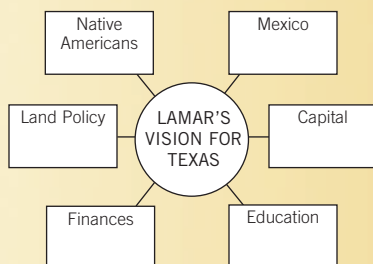 Native
Americans
Mexico
Land Policy
LAMAR'S
VISION FOR
TEXAS
Capital
Finances
Education